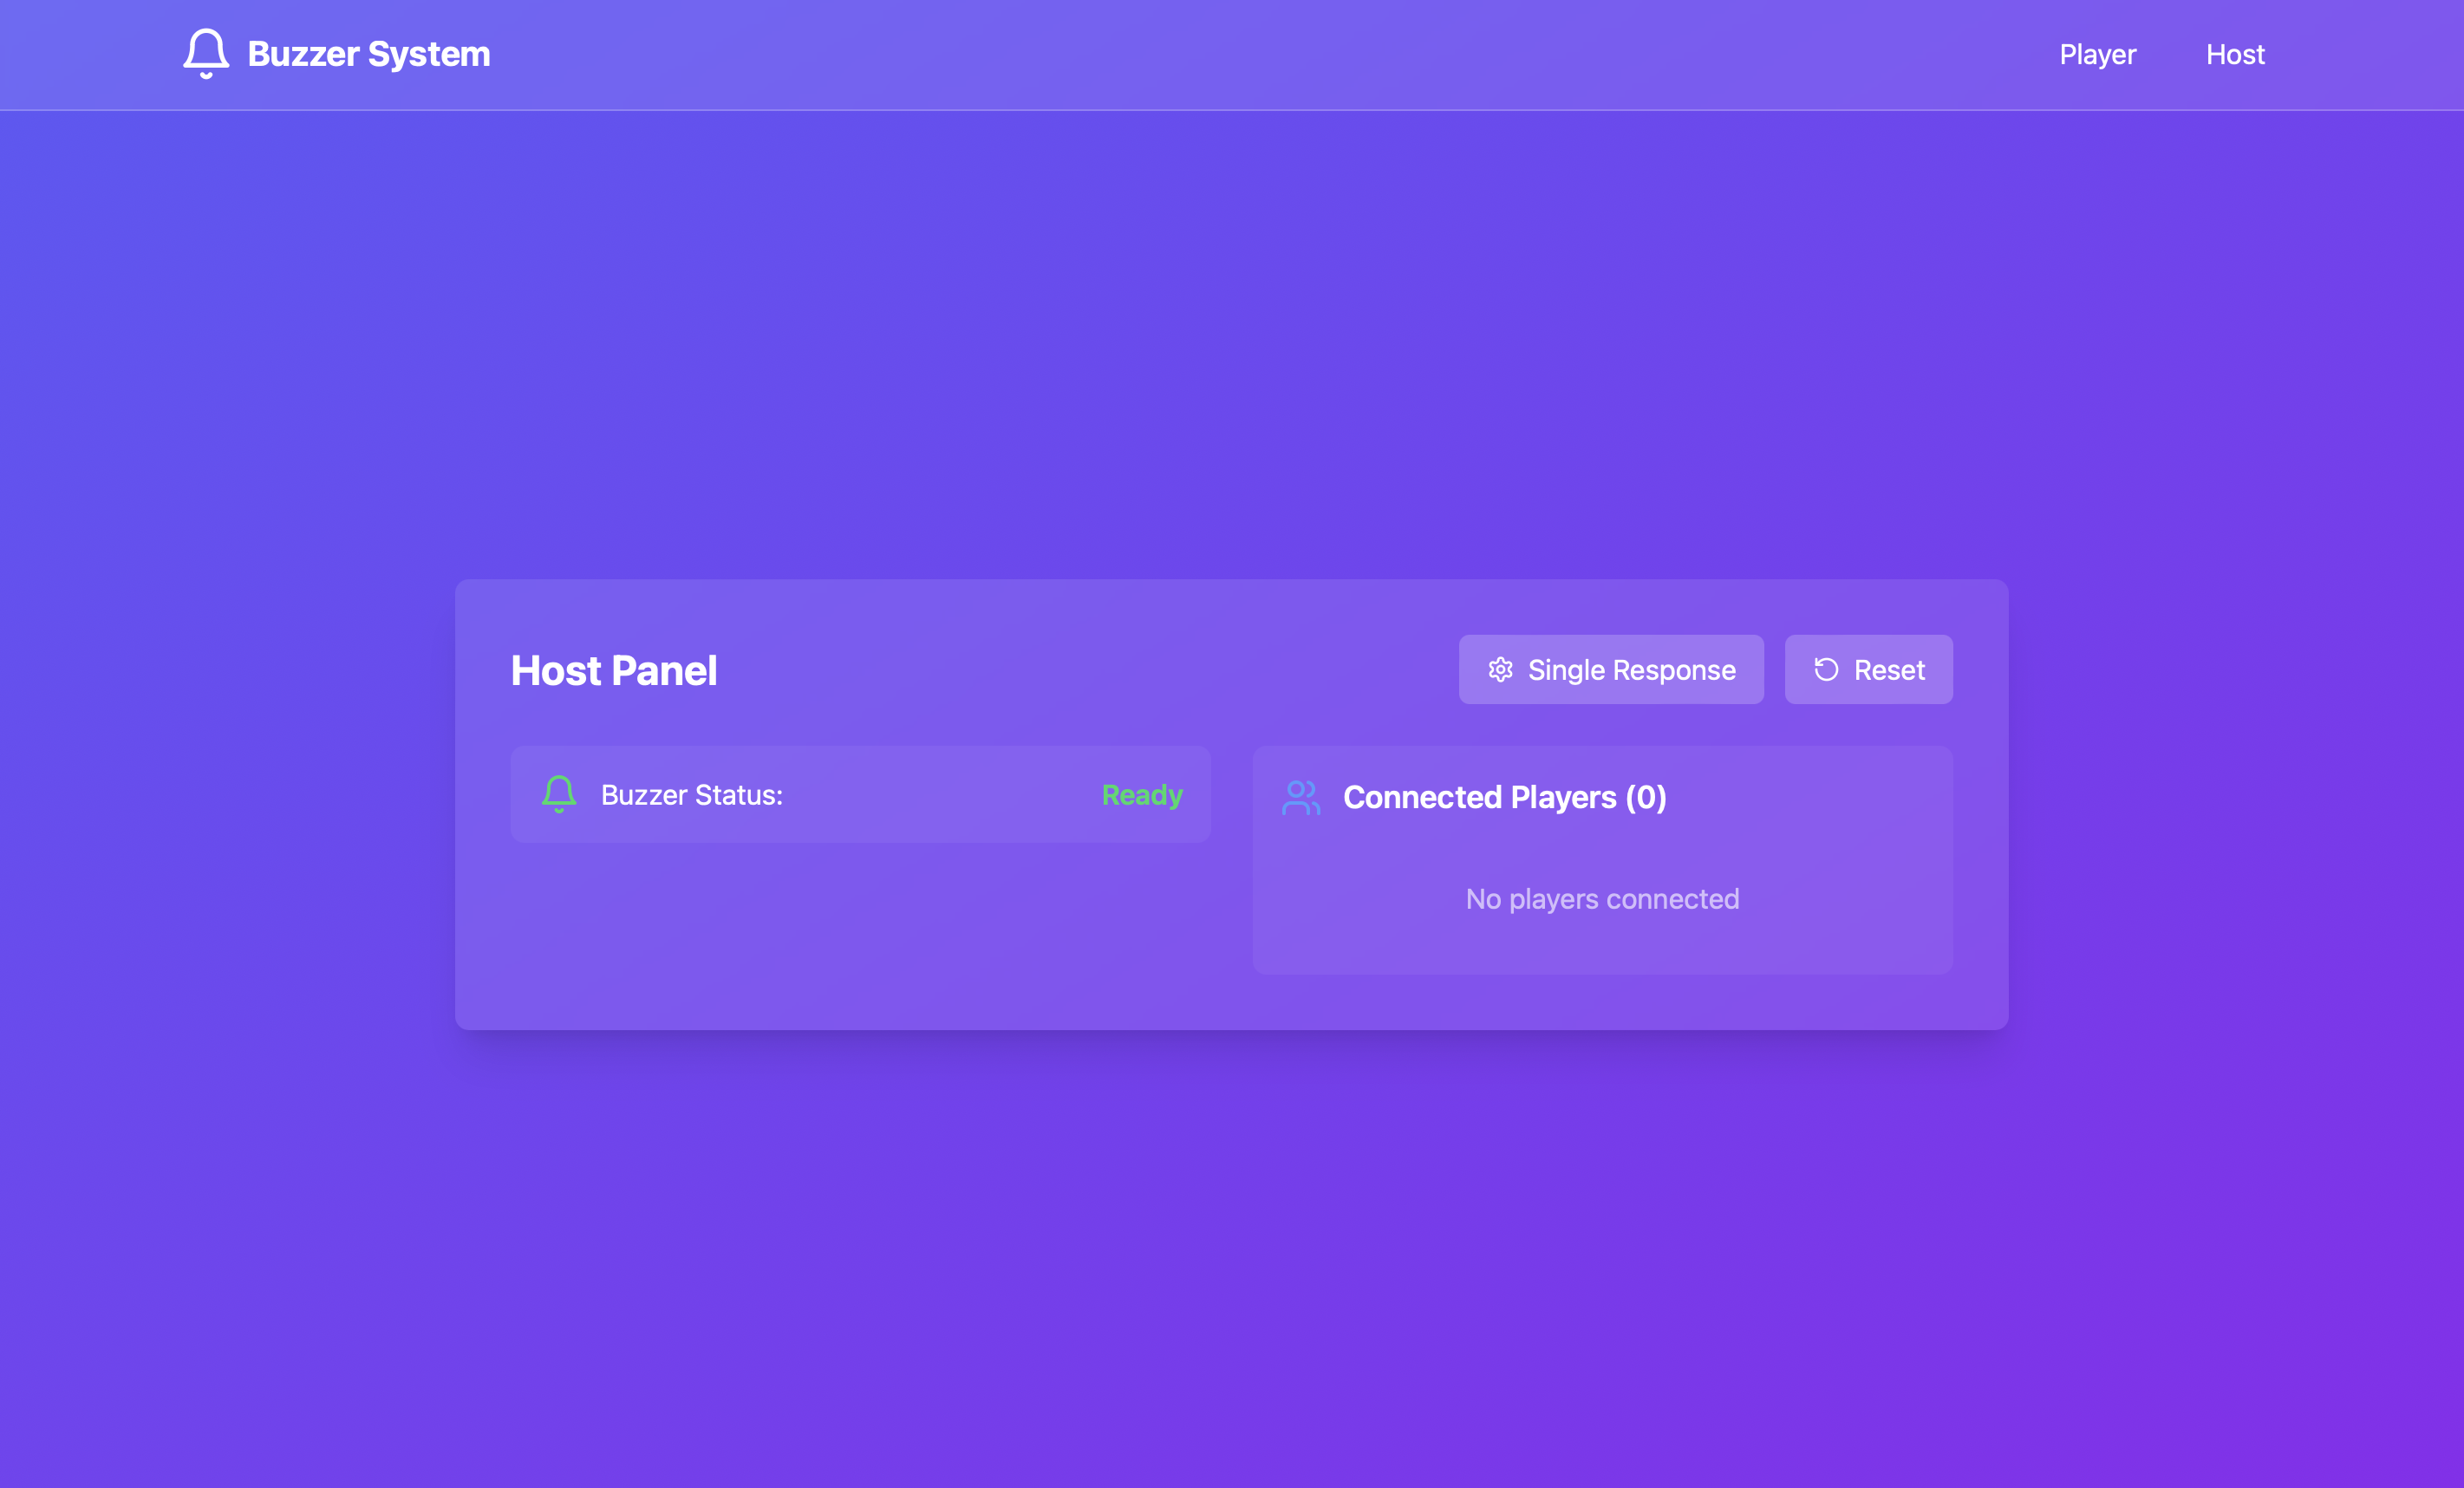 Buzzer System
Player
Host
Host Panel
Single Response
Reset
Buzzer Status:
Ready
Connected Players (0)
No players connected